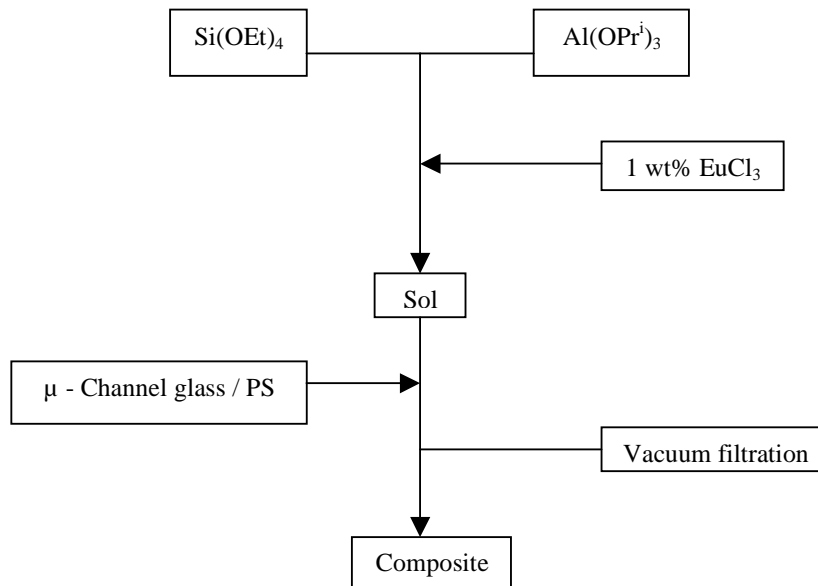 Si(OEt)₄
Al(OPrⁱ)₃
1 wt% EuCl₃
Sol
µ - Channel glass / PS
Vacuum filtration
Composite